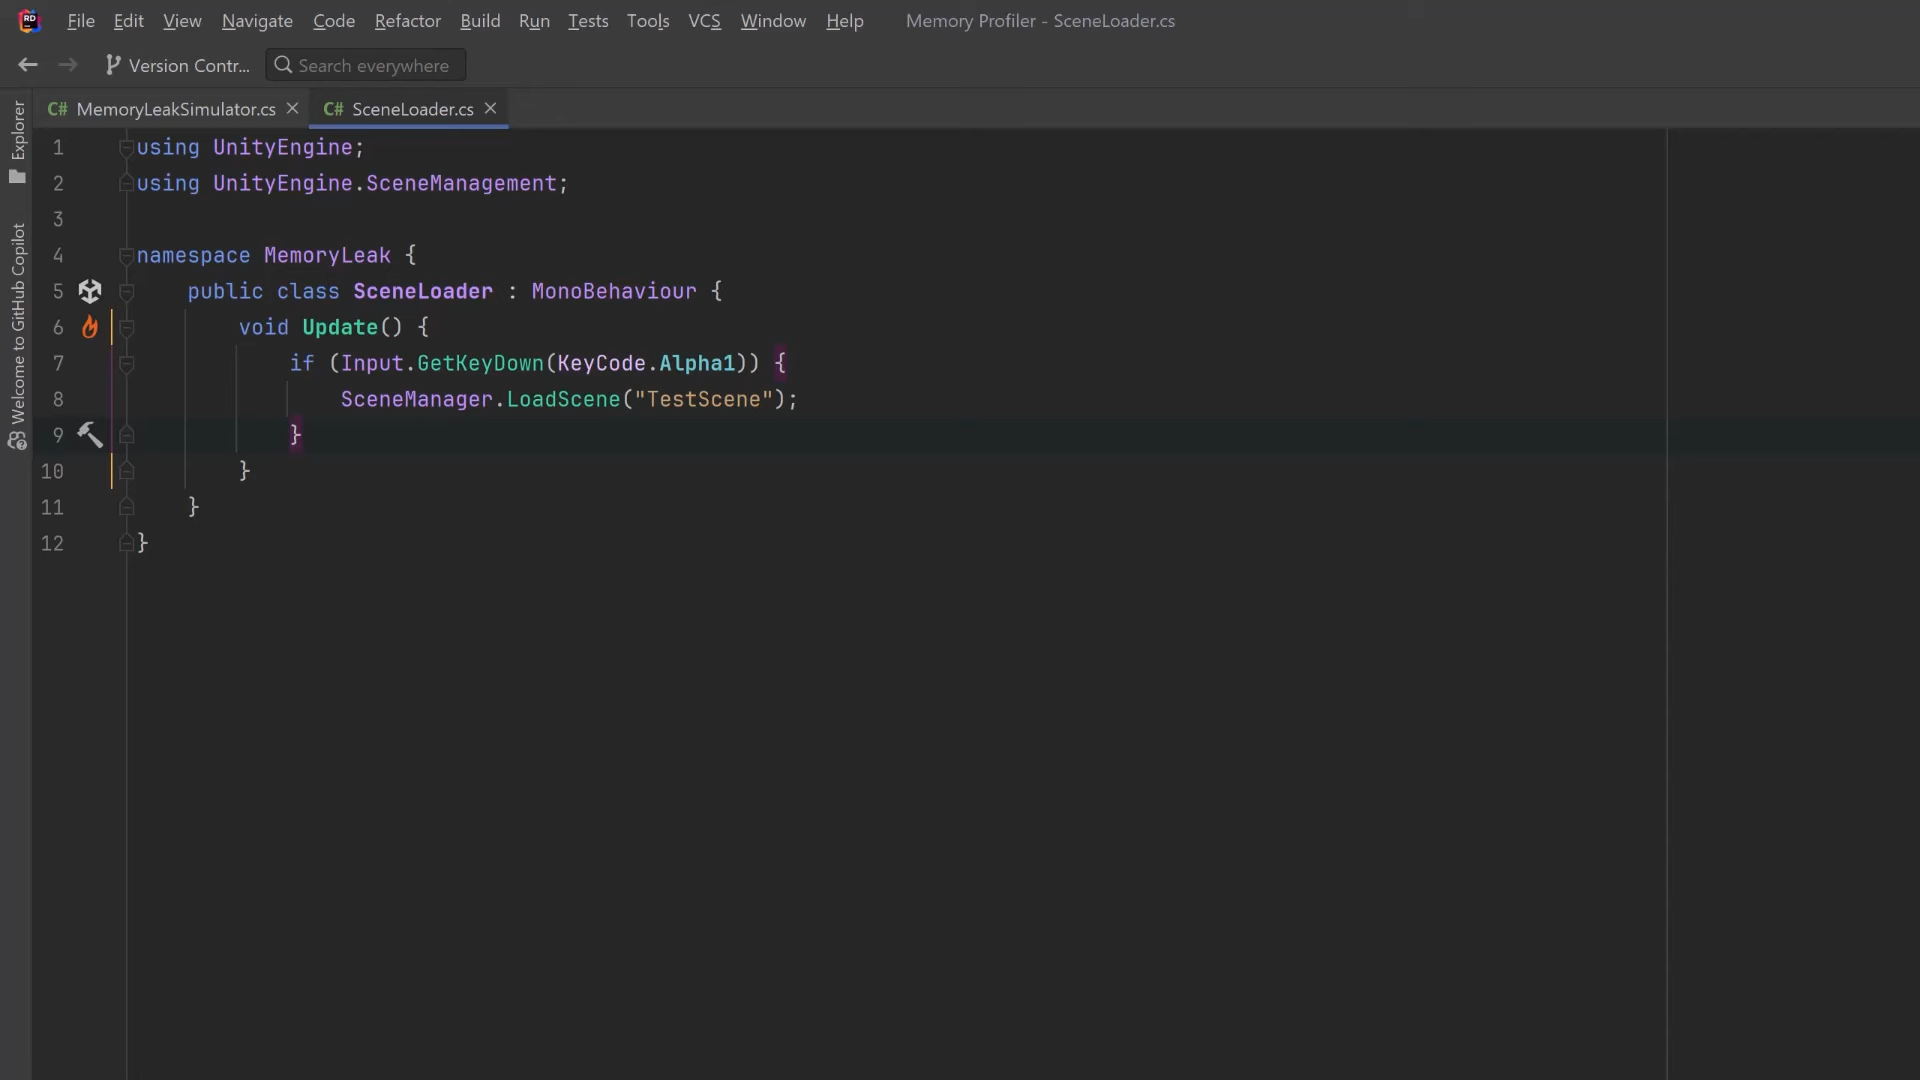 RD File Edit View Navigate Code Refactor Build Run Tests Tools VCS Window Help Memory Profiler - SceneLoader.cs
Version Contr... Search everywhere
C# MemoryLeakSimulator.cs C# SceneLoader.cs
Explorer
Welcome to GitHub Copilot
1 using UnityEngine;
2 using UnityEngine.SceneManagement;
3
4 namespace MemoryLeak {
5 public class SceneLoader : MonoBehaviour {
6 void Update() {
7 if (Input.GetKeyDown(KeyCode.Alpha1)) {
8 SceneManager.LoadScene("TestScene");
9 }
10 }
11 }
12 }